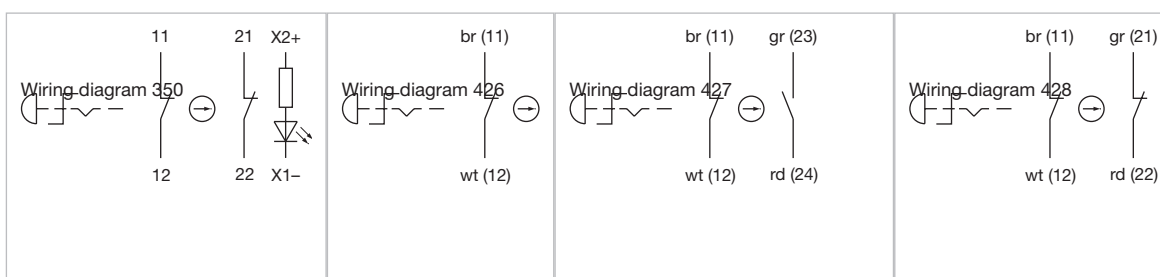 11 21 X2+
Wiring diagram 350
12 22 X1–
br (11)
Wiring diagram 426
wt (12)
br (11) gr (23)
Wiring diagram 427
wt (12) rd (24)
br (11) gr (21)
Wiring diagram 428
wt (12) rd (22)